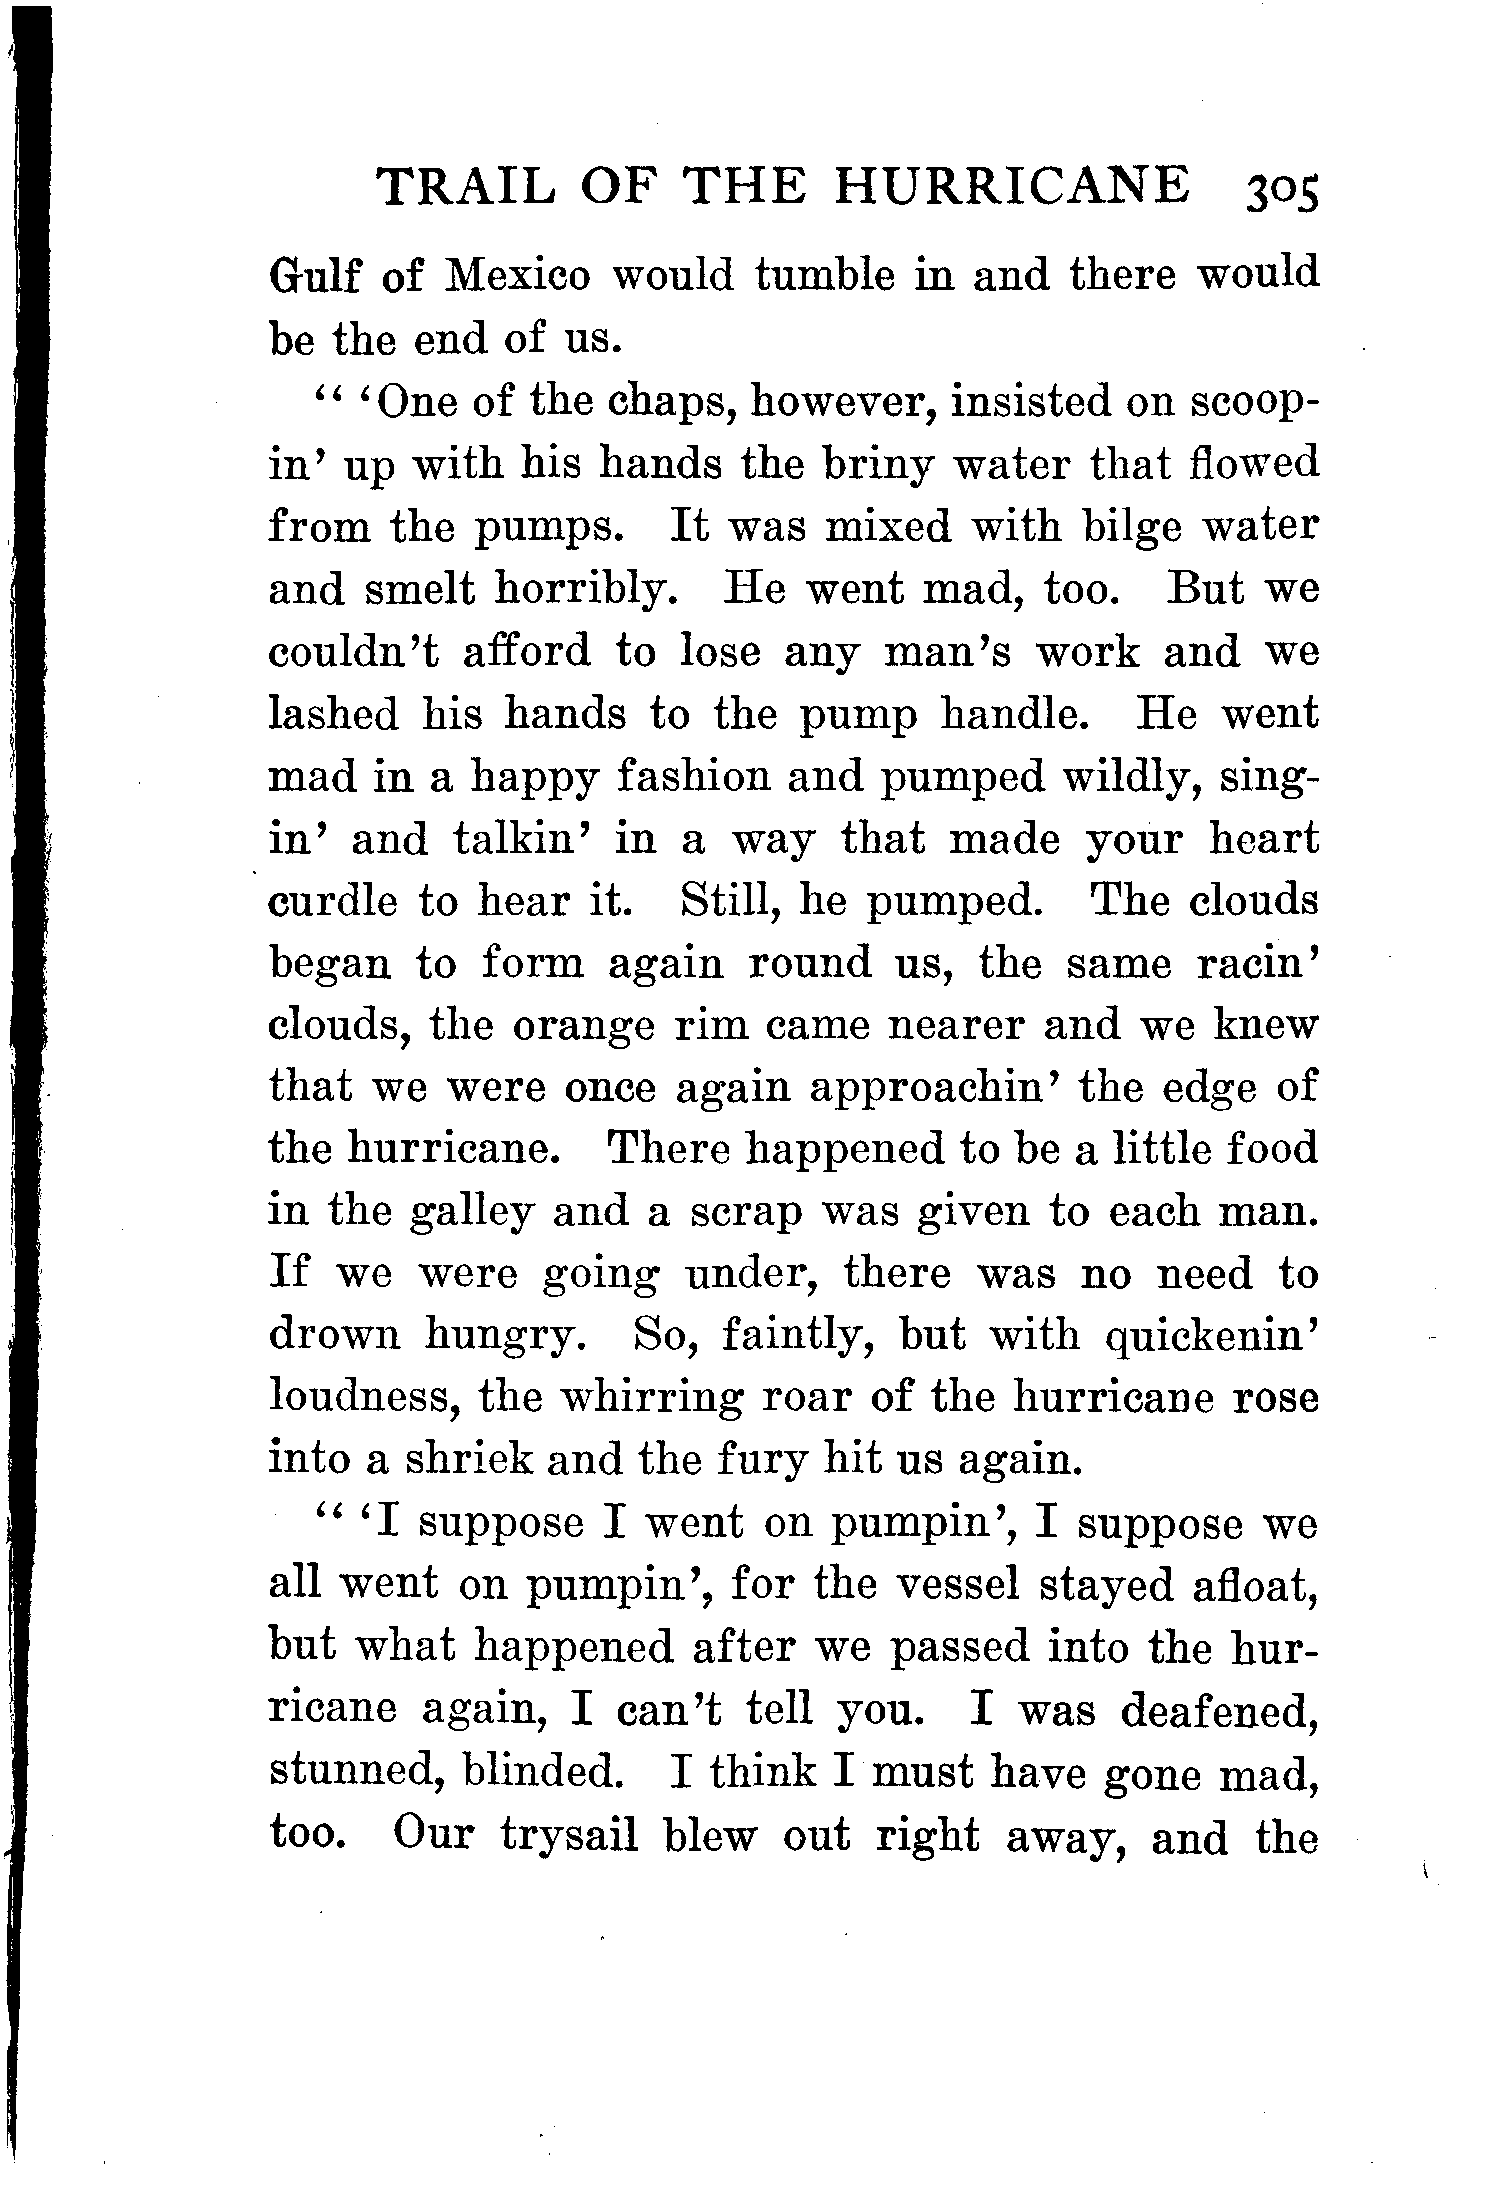 TRAIL OF THE HURRICANE 305
Gulf of Mexico would tumble in and there would
be the end of us.
“ ‘One of the chaps, however, insisted on scoop-
in’ up with his hands the briny water that flowed
from the pumps. It was mixed with bilge water
and smelt horribly. He went mad, too. But we
couldn’t afford to lose any man’s work and we
lashed his hands to the pump handle. He went
mad in a happy fashion and pumped wildly, sing-
in’ and talkin’ in a way that made your heart
curdle to hear it. Still, he pumped. The clouds
began to form again round us, the same racin’
clouds, the orange rim came nearer and we knew
that we were once again approachin’ the edge of
the hurricane. There happened to be a little food
in the galley and a scrap was given to each man.
If we were going under, there was no need to
drown hungry. So, faintly, but with quickenin’
loudness, the whirring roar of the hurricane rose
into a shriek and the fury hit us again.
“ ‘I suppose I went on pumpin’, I suppose we
all went on pumpin’, for the vessel stayed afloat,
but what happened after we passed into the hur-
ricane again, I can’t tell you. I was deafened,
stunned, blinded. I think I must have gone mad,
too. Our trysail blew out right away, and the